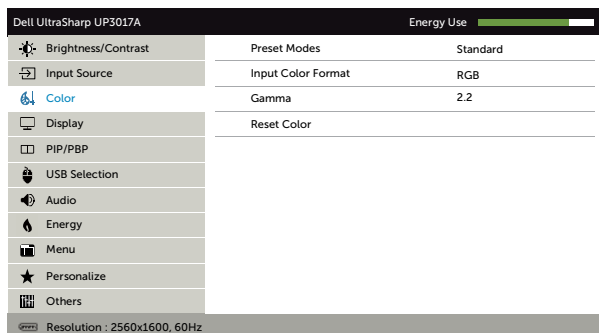 Dell UltraSharp UP3017A Energy Use
Brightness/Contrast Preset Modes Standard
Input Source Input Color Format RGB
Color Gamma 2.2
Display Reset Color
PIP/PBP
USB Selection
Audio
Energy
Menu
Personalize
Others
Resolution : 2560x1600, 60Hz